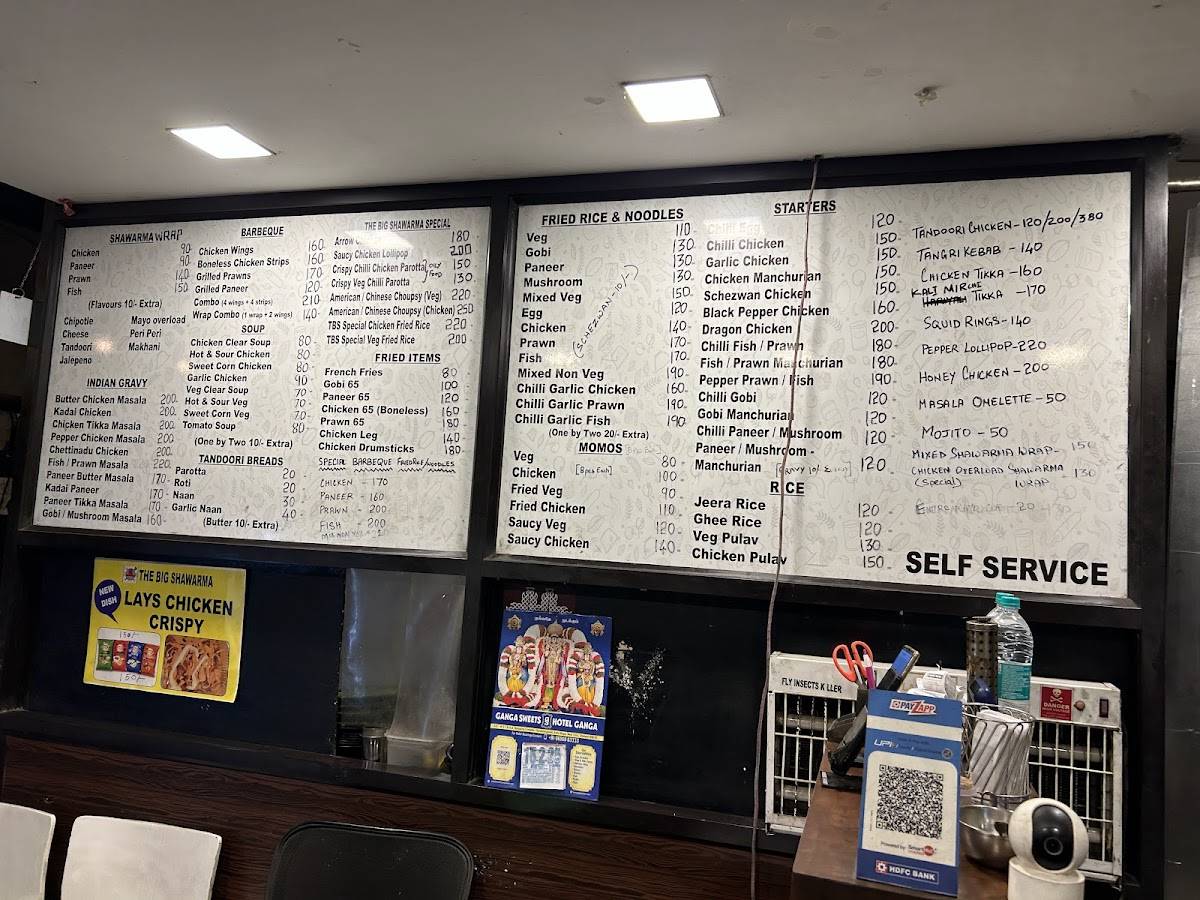 SHAWARMA WRAP
Chicken 90-
Paneer 90-
Prawn 140-
Fish 150-
(Flavours 10/- Extra)
Chipotle Mayo overload
Cheese Peri Peri
Tandoori Makhani
Jalepeno
INDIAN GRAVY
Butter Chicken Masala 200-
Kadai Chicken 200-
Chicken Tikka Masala 200-
Pepper Chicken Masala 200-
Chettinadu Chicken 200-
Fish / Prawn Masala 220-
Paneer Butter Masala 170-
Kadai Paneer 170-
Paneer Tikka Masala 170-
Gobi / Mushroom Masala 160-
BARBEQUE
Chicken Wings 160-
Boneless Chicken Strips 160-
Grilled Prawns 170-
Grilled Paneer 120-
Combo (4 wings + 4 strips) 210-
Wrap Combo (1 wrap + 2 wings) 140-
SOUP
Chicken Clear Soup 80-
Hot & Sour Chicken 80-
Sweet Corn Chicken 80-
Garlic Chicken 90-
Veg Clear Soup 70-
Hot & Sour Veg 70-
Sweet Corn Veg 70-
Tomato Soup 80-
(One by Two 10/- Extra)
TANDOORI BREADS
Parotta 20-
Roti 20-
Naan 30-
Garlic Naan 40-
(Butter 10/- Extra)
THE BIG SHAWARMA SPECIAL
Arrow 180-
Saucy Chicken Lollipop 200
Crispy Chilli Chicken Parotta 150-
Crispy Veg Chilli Parotta 130-
American / Chinese Choupsy (Veg) 220-
American / Chinese Choupsy (Chicken) 250
TBS Special Chicken Fried Rice 220-
TBS Special Veg Fried Rice 200-
FRIED ITEMS
French Fries 80-
Gobi 65 100-
Paneer 65 120-
Chicken 65 (Boneless) 160-
Prawn 65 180-
Chicken Leg 140-
Chicken Drumsticks 180-
SPECIAL BARBEQUE FRIEDRICE/NOODLES
CHICKEN - 170
PANEER - 160
PRAWN - 200
FISH - 200
FRIED RICE & NOODLES
Veg 110-
Gobi 130-
Paneer 130-
Mushroom 130-
Mixed Veg 150-
Egg 120-
Chicken 140-
Prawn 170-
Fish 170-
(SCHEZWAN-10/-)
Mixed Non Veg 190-
Chilli Garlic Chicken 160-
Chilli Garlic Prawn 190-
Chilli Garlic Fish 190-
(One by Two 20/- Extra)
MOMOS
Veg 80-
Chicken 100-
Fried Veg 90-
Fried Chicken 110-
Saucy Veg 120-
Saucy Chicken 140-
STARTERS
Chilli Egg 120-
Chilli Chicken 150-
Garlic Chicken 150-
Chicken Manchurian 150-
Schezwan Chicken 150-
Black Pepper Chicken 160-
Dragon Chicken 200-
Chilli Fish / Prawn 180-
Fish / Prawn Manchurian 180-
Pepper Prawn / Fish 190-
Chilli Gobi 120-
Gobi Manchurian 120-
Chilli Paneer / Mushroom 120-
Paneer / Mushroom -
Manchurian 120-
RICE
Jeera Rice 120-
Ghee Rice 120-
Veg Pulav 130-
Chicken Pulav 150-
TANDOORI CHICKEN-120/200/380
TANGRI KEBAB - 140
CHICKEN TIKKA -160
KALI MIRCHI TIKKA -170
SQUID RINGS-140
PEPPER LOLLIPOP-220
HONEY CHICKEN -200
MASALA OMELETTE -50
MOJITO - 50
MIXED SHAWARMA WRAP- 150
CHICKEN OVERLOAD SHAWARMA WRAP 130-
(Special)
SELF SERVICE
THE BIG SHAWARMA
NEW DISH
LAYS CHICKEN
CRISPY
150/-
150/-
GANGA SWEETS HOTEL GANGA
FLY INSECTS K LLER
DANGER
PAYZAPP
UPI
Powered by
HDFC BANK